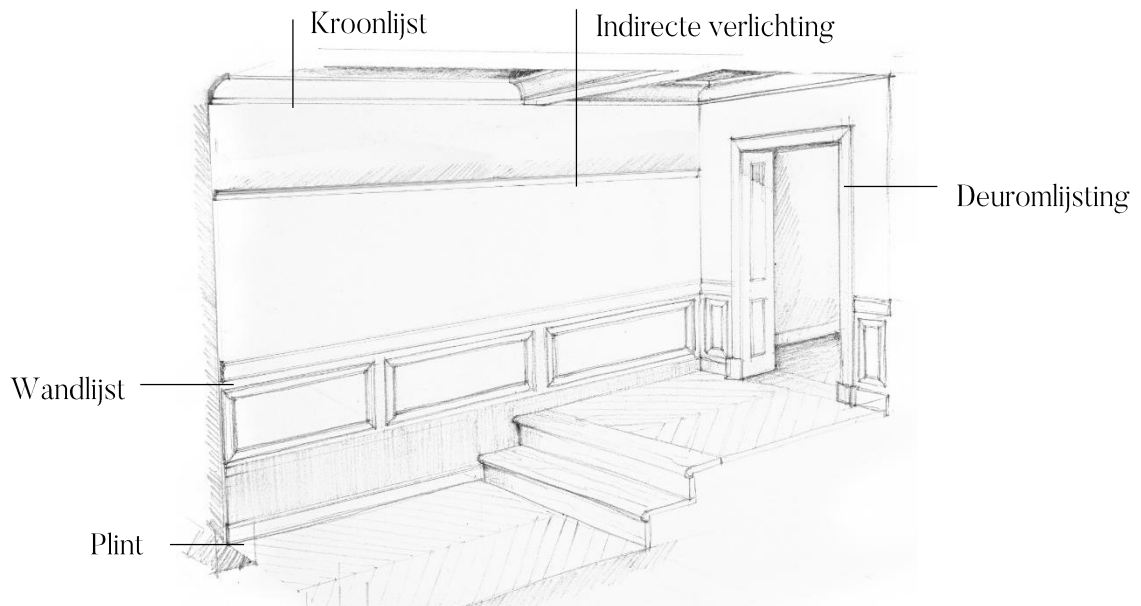 Kroonlijst
Indirecte verlichting
Deuromlijsting
Wandlijst
Plint